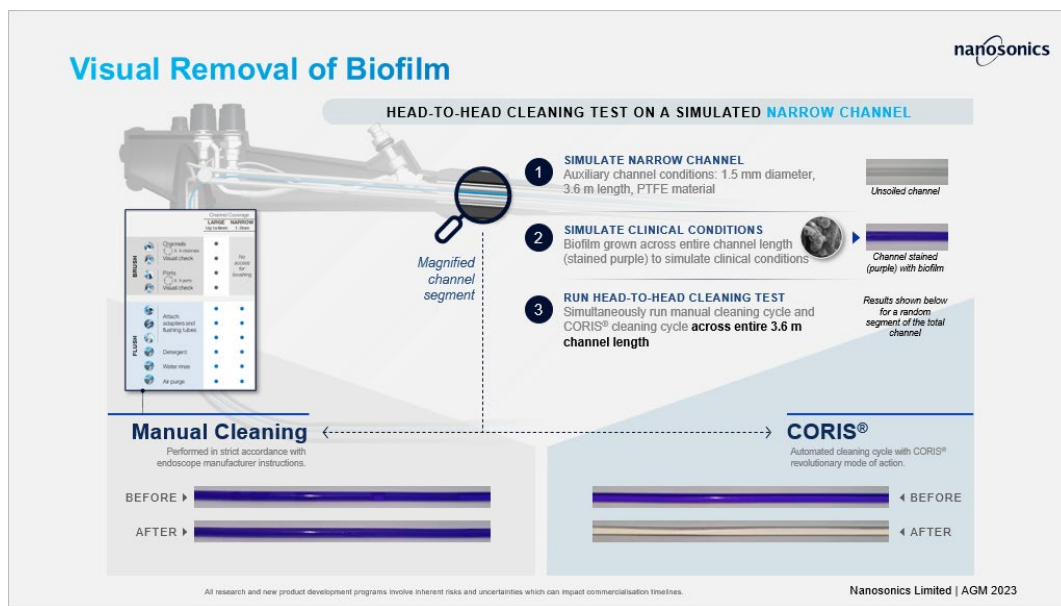 nanosonics
Visual Removal of Biofilm
HEAD-TO-HEAD CLEANING TEST ON A SIMULATED NARROW CHANNEL
1
SIMULATE NARROW CHANNEL
Auxiliary channel conditions: 1.5 mm diameter,
3.6 m length, PTFE material
Unsoiled channel
2
SIMULATE CLINICAL CONDITIONS
Biofilm grown across entire channel length
(stained purple) to simulate clinical conditions
Channel stained
(purple) with biofilm
3
RUN HEAD-TO-HEAD CLEANING TEST
Simultaneously run manual cleaning cycle and
CORIS® cleaning cycle across entire 3.6 m
channel length
Results shown below
for a random
segment of the total
channel
Magnified
channel
segment
Channel Coverage
LARGE NARROW
BRUSH
Channels
Visual check
Ports
Visual check
No
access
for
brushing
FLUSH
Attach
adapters and
flushing tubes
Detergent
Water rinse
Air purge
Manual Cleaning
Performed in strict accordance with
endoscope manufacturer instructions.
BEFORE
AFTER
CORIS®
Automated cleaning cycle with CORIS®
revolutionary mode of action.
BEFORE
AFTER
All research and new product development programs involve inherent risks and uncertainties which can impact commercialisation timelines.
Nanosonics Limited | AGM 2023